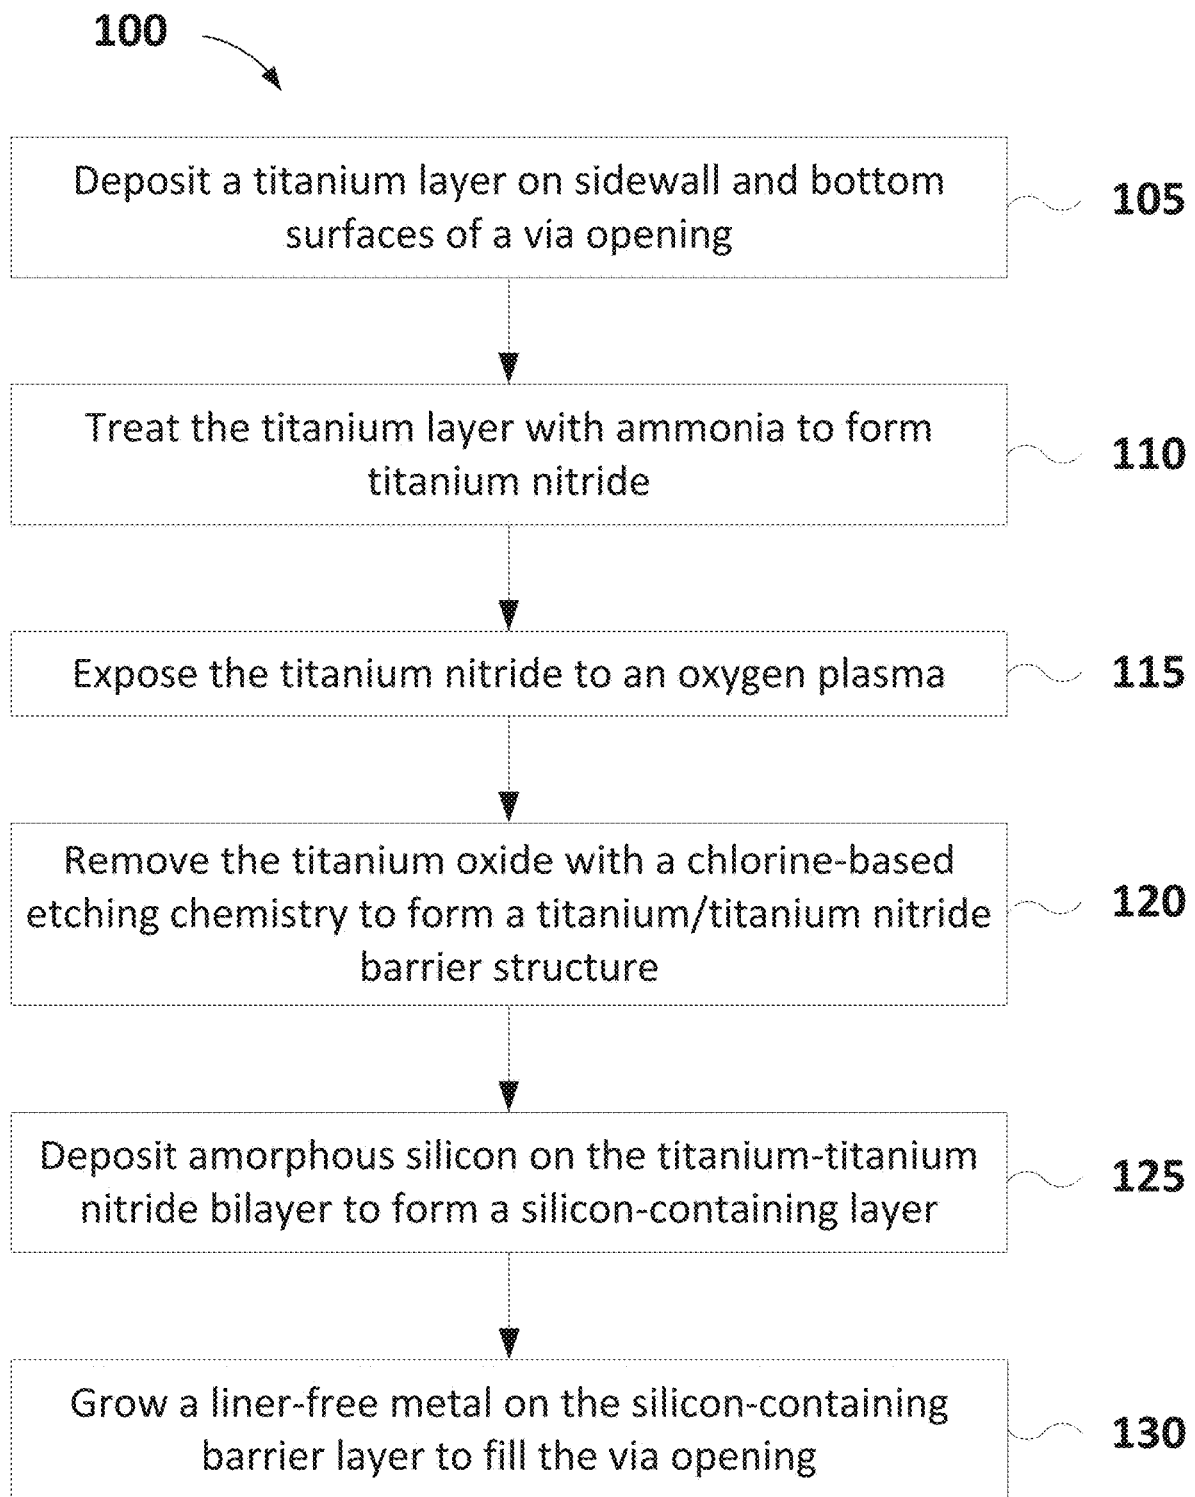 100
Deposit a titanium layer on sidewall and bottom
surfaces of a via opening
105
Treat the titanium layer with ammonia to form
titanium nitride
110
Expose the titanium nitride to an oxygen plasma
115
Remove the titanium oxide with a chlorine-based
etching chemistry to form a titanium/titanium nitride
barrier structure
120
Deposit amorphous silicon on the titanium-titanium
nitride bilayer to form a silicon-containing layer
125
Grow a liner-free metal on the silicon-containing
barrier layer to fill the via opening
130